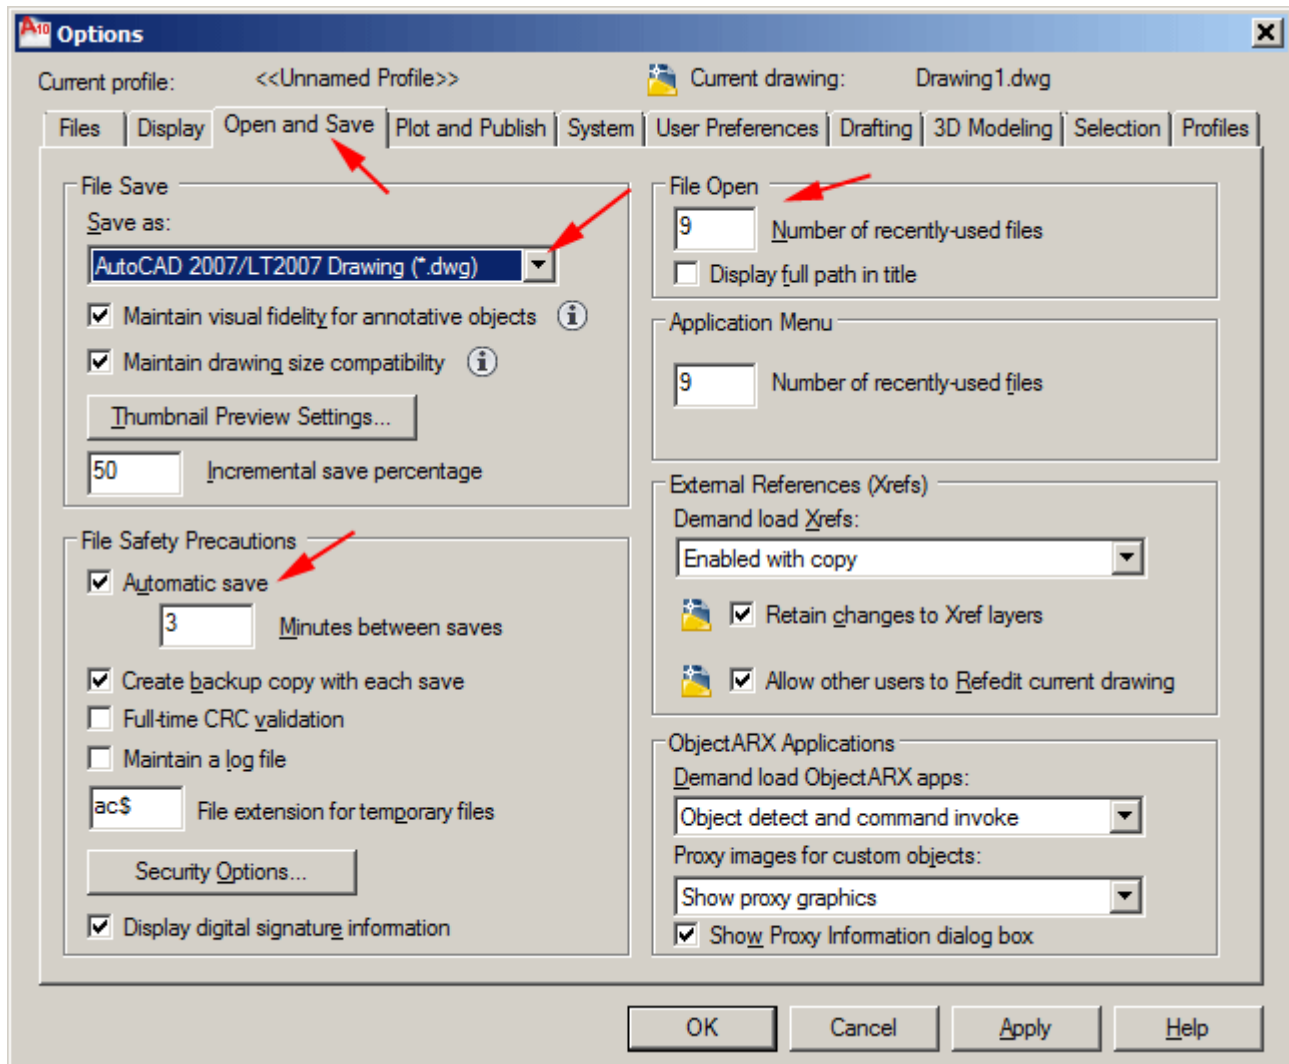 A10 Options
Current profile: <<Unnamed Profile>> Current drawing: Drawing1.dwg
Files Display Open and Save Plot and Publish System User Preferences Drafting 3D Modeling Selection Profiles
File Save
Save as:
AutoCAD 2007/LT2007 Drawing (*.dwg)
Maintain visual fidelity for annotative objects
Maintain drawing size compatibility
Thumbnail Preview Settings...
50 Incremental save percentage
File Safety Precautions
Automatic save
3 Minutes between saves
Create backup copy with each save
Full-time CRC validation
Maintain a log file
ac$ File extension for temporary files
Security Options...
Display digital signature information
File Open
9 Number of recently-used files
Display full path in title
Application Menu
9 Number of recently-used files
External References (Xrefs)
Demand load Xrefs:
Enabled with copy
Retain changes to Xref layers
Allow other users to Refedit current drawing
ObjectARX Applications
Demand load ObjectARX apps:
Object detect and command invoke
Proxy images for custom objects:
Show proxy graphics
Show Proxy Information dialog box
OK Cancel Apply Help